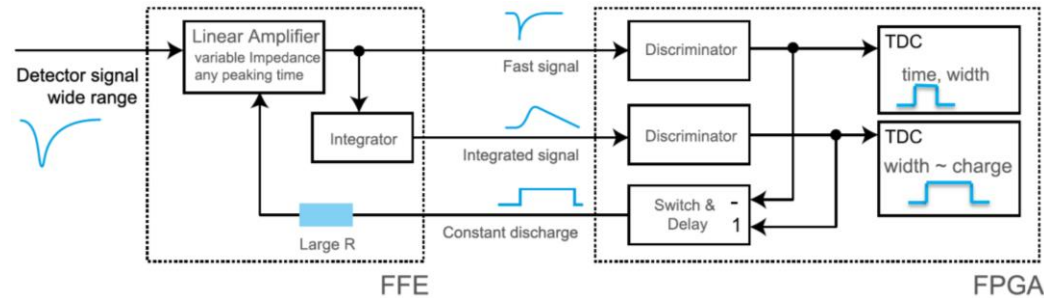 Linear Amplifier
variable Impedance
any peaking time
Detector signal
wide range
Fast signal
Discriminator
TDC
time, width
Integrator
Integrated signal
Discriminator
TDC
width ~ charge
Large R
Constant discharge
Switch & -
Delay 1
FFE
FPGA